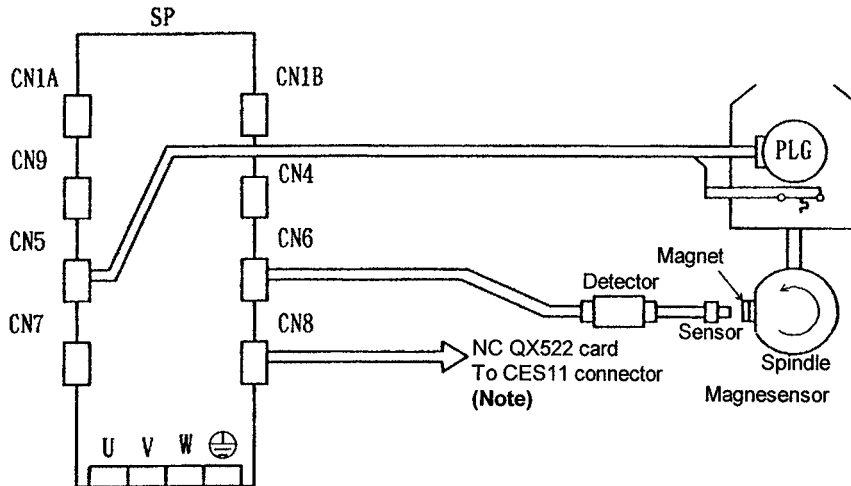 SP
CN1A
CN1B
CN9
CN4
PLG
CN5
CN6
Magnet
Detector
Sensor
CN7
CN8
NC QX522 card
To CES11 connector
(Note)
Spindle
Magnesensor
U V W